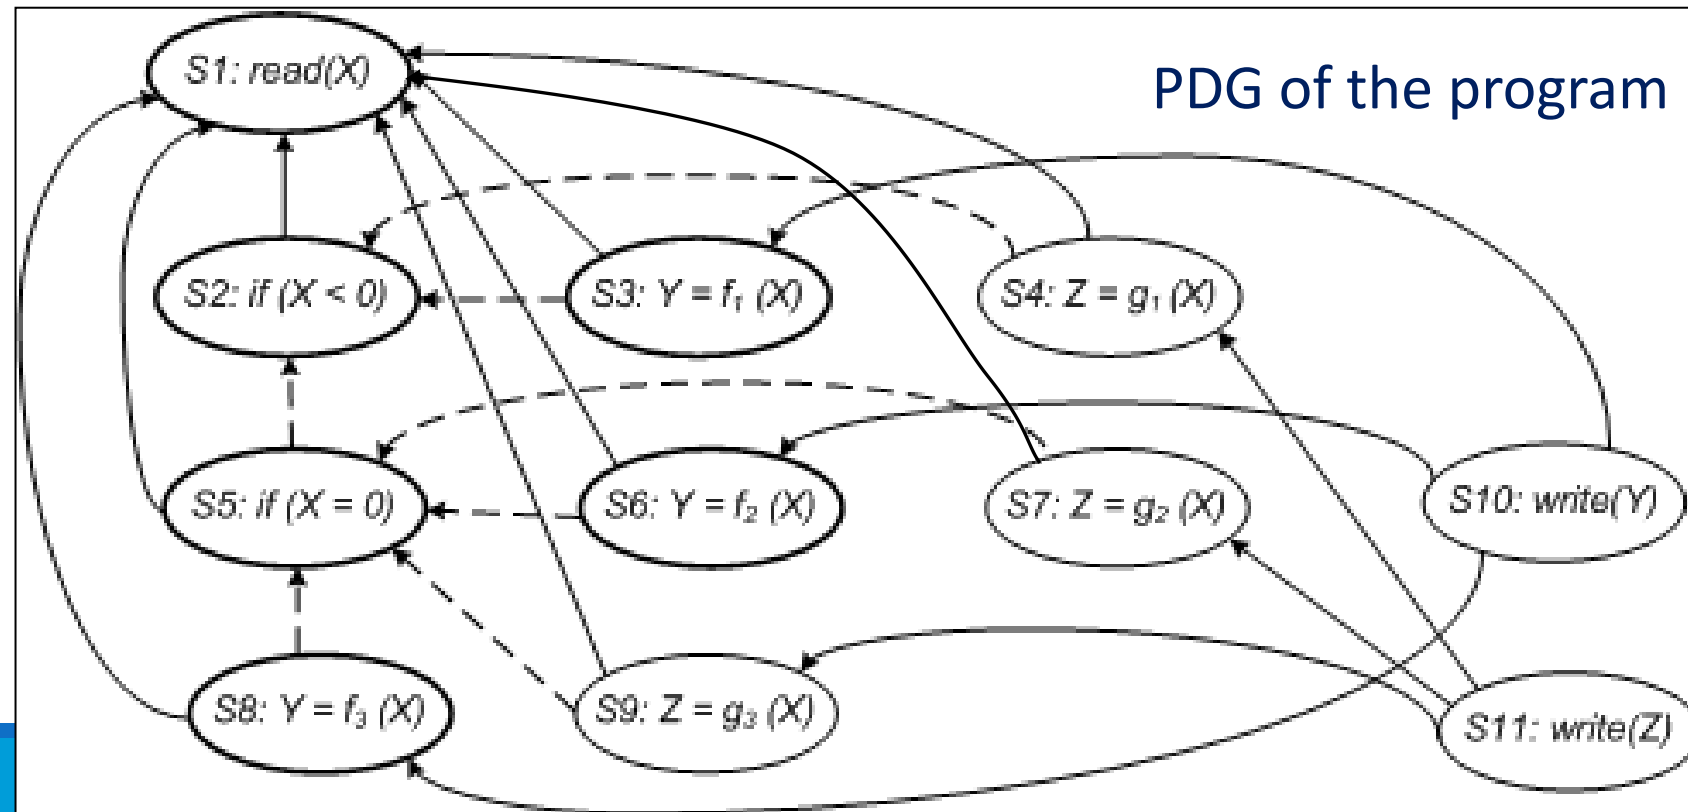 PDG of the program
S1: read(X)
S2: if (X < 0)
S3: Y = f₁ (X)
S4: Z = g₁ (X)
S5: if (X = 0)
S6: Y = f₂ (X)
S7: Z = g₂ (X)
S10: write(Y)
S8: Y = f₃ (X)
S9: Z = g₃ (X)
S11: write(Z)